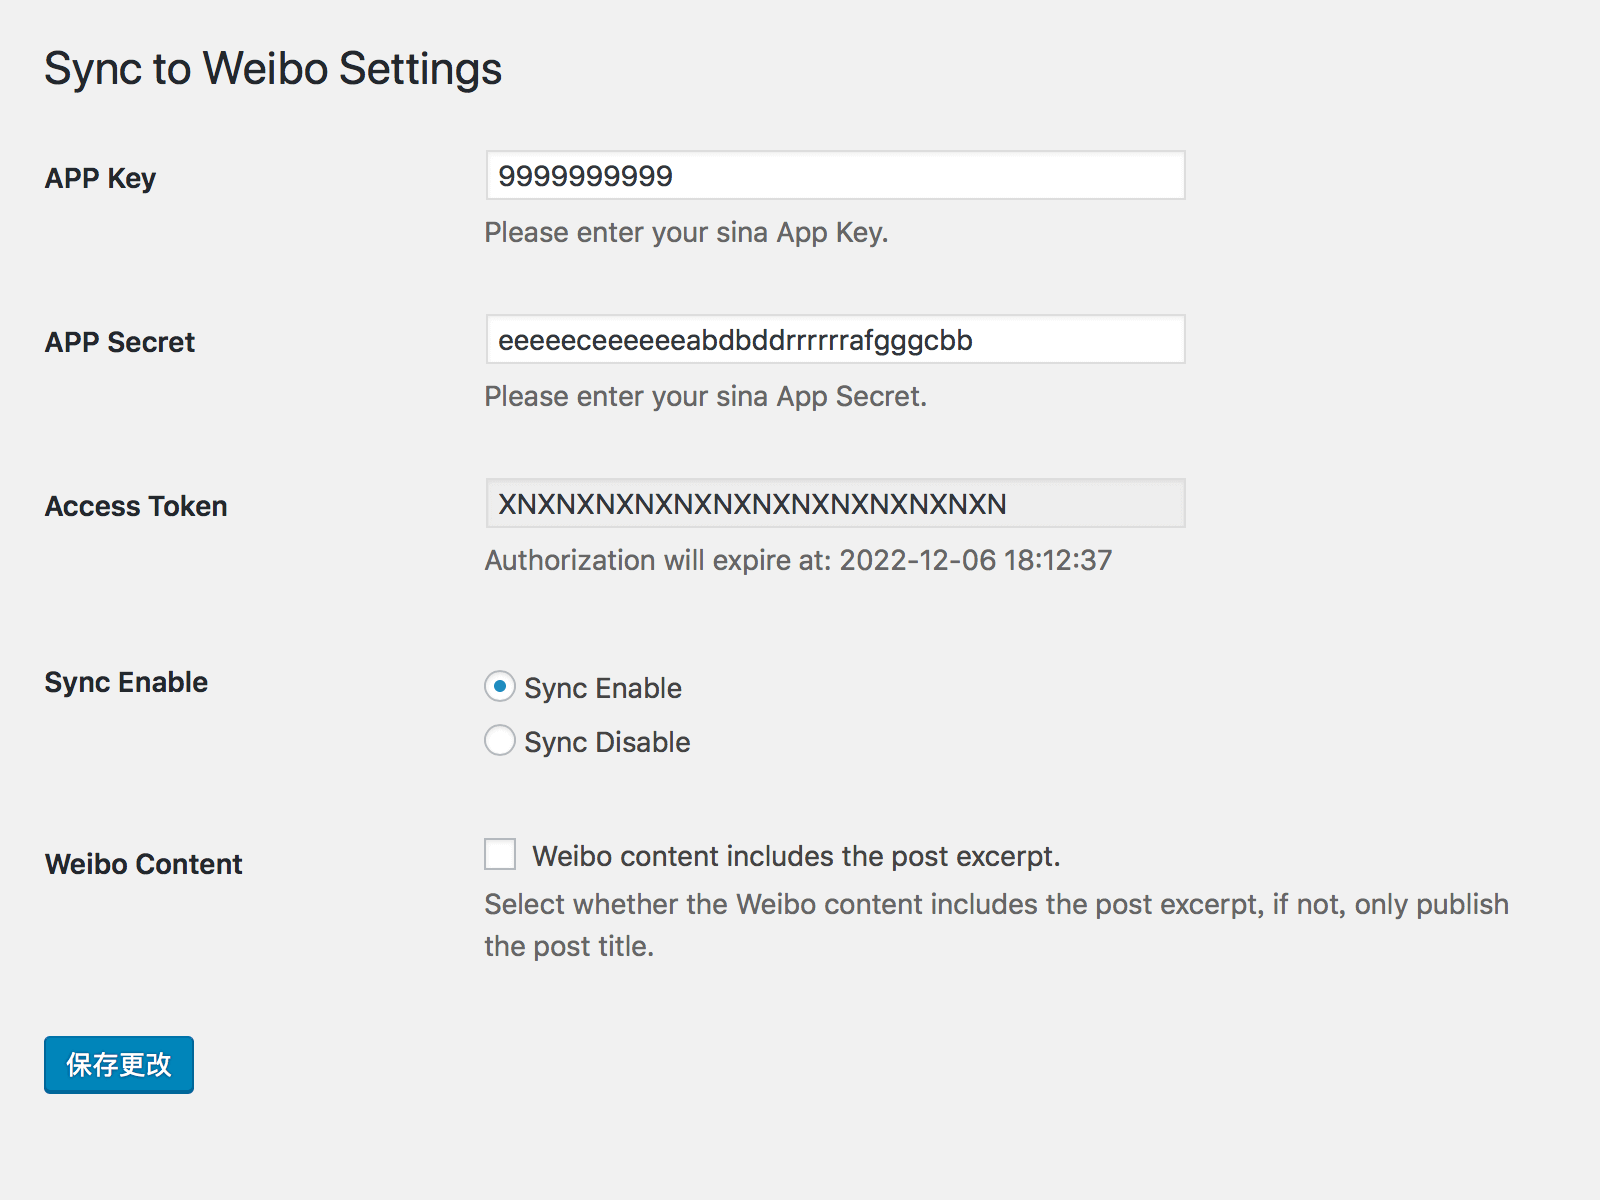 Sync to Weibo Settings
APP Key
9999999999
Please enter your sina App Key.
APP Secret
eeeeeceeeeeeabdbddrrrrrrafgggcbb
Please enter your sina App Secret.
Access Token
XNXNXNXNXNXNXNXNXNXNXNXNXN
Authorization will expire at: 2022-12-06 18:12:37
Sync Enable
Sync Enable
Sync Disable
Weibo Content
Weibo content includes the post excerpt.
Select whether the Weibo content includes the post excerpt, if not, only publish
the post title.
保存更改